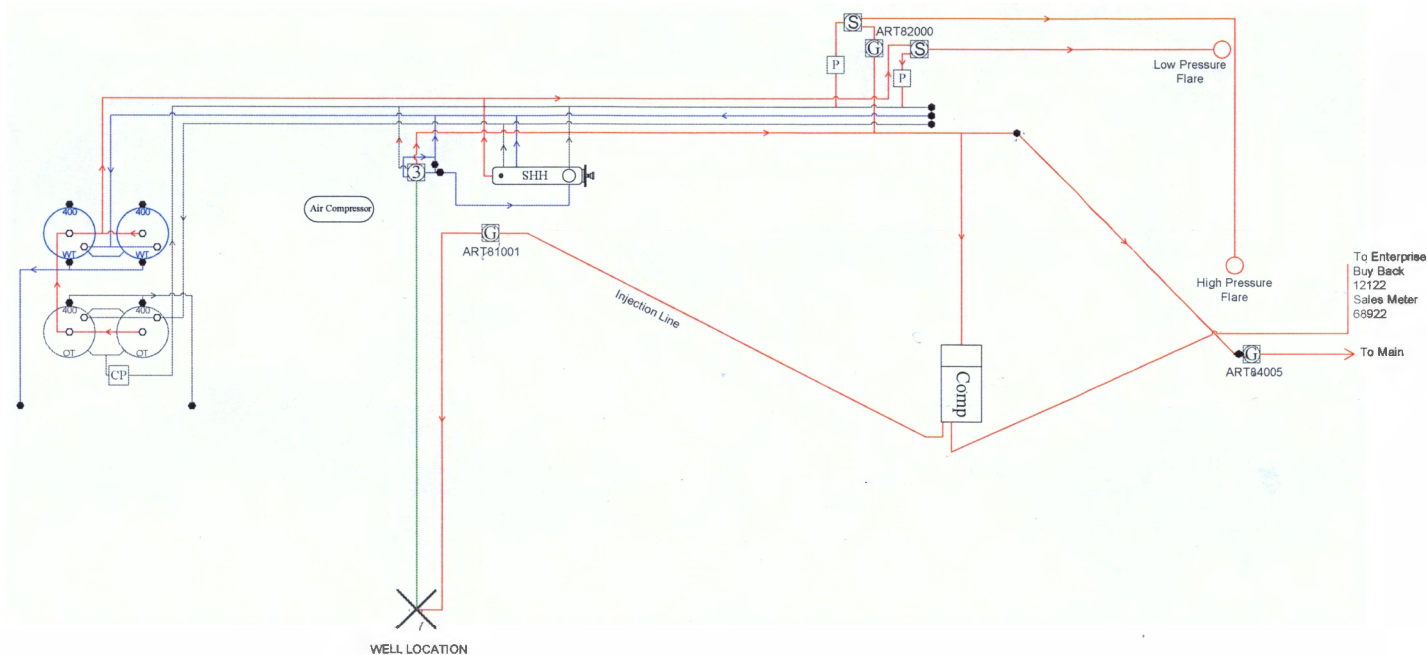 S
ART82000
G
S
P
P
Low Pressure
Flare
3
SHH
Air Compressor
400
400
WT
WT
G
ART81001
To Enterprise
Buy Back
12122
Sales Meter
68922
High Pressure
Flare
Injection Line
400
400
OT
OT
CP
Comp
G
To Main
ART84005
WELL LOCATION